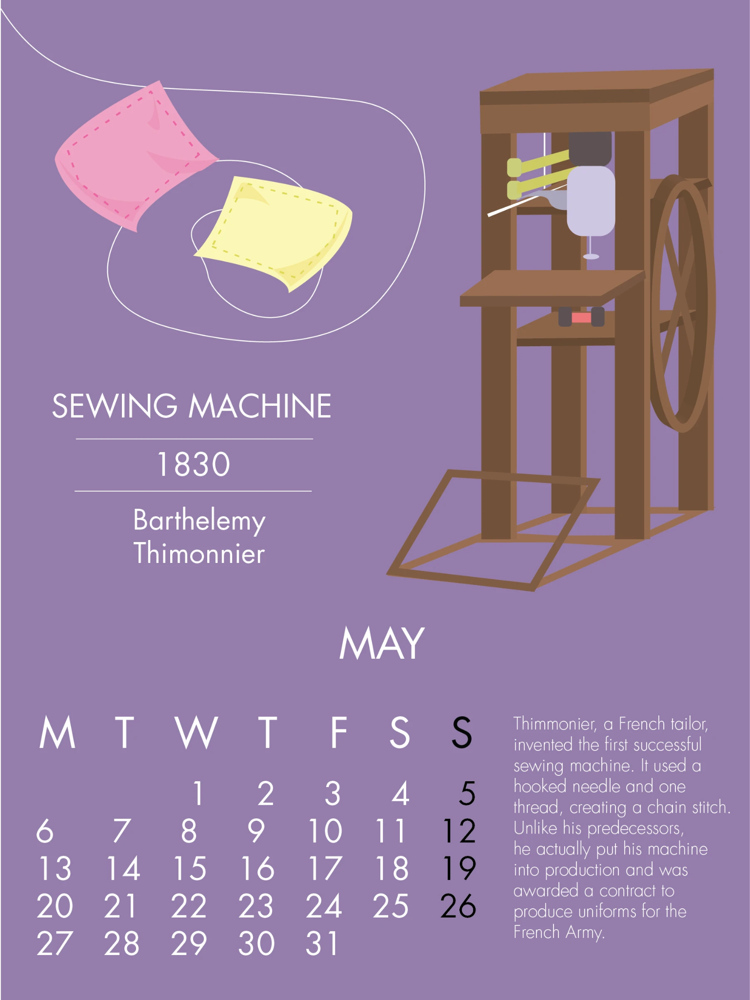 SEWING MACHINE
1830
Barthelemy
Thimonnier
MAY
M T W T F S S
1 2 3 4 5
6 7 8 9 10 11 12
13 14 15 16 17 18 19
20 21 22 23 24 25 26
27 28 29 30 31
Thimmonier, a French tailor,
invented the first successful
sewing machine. It used a
hooked needle and one
thread, creating a chain stitch.
Unlike his predecessors,
he actually put his machine
into production and was
awarded a contract to
produce uniforms for the
French Army.